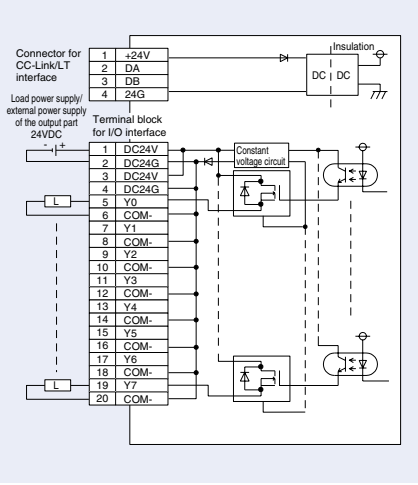 Connector for
CC-Link/LT
interface
1 +24V
2 DA
3 DB
4 24G
Insulation
DC DC
Load power supply/
external power supply
of the output part
24VDC
- +
Terminal block
for I/O interface
1 DC24V
2 DC24G
3 DC24V
4 DC24G
5 Y0
6 COM-
7 Y1
8 COM-
9 Y2
10 COM-
11 Y3
12 COM-
13 Y4
14 COM-
15 Y5
16 COM-
17 Y6
18 COM-
19 Y7
20 COM-
Constant
voltage circuit
L
L